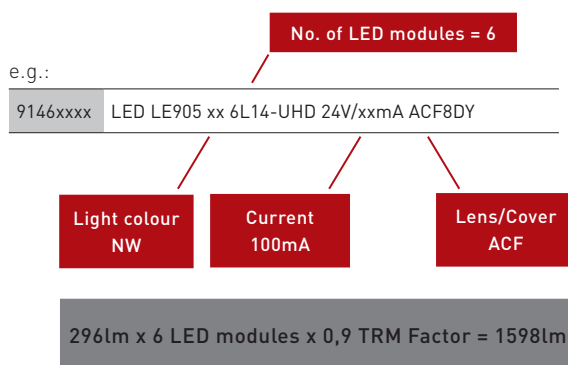 No. of LED modules = 6
e.g.:
9146xxxx LED LE905 xx 6L14-UHD 24V/xxmA ACF8DY
Light colour
NW
Current
100mA
Lens/Cover
ACF
296lm x 6 LED modules x 0,9 TRM Factor = 1598lm